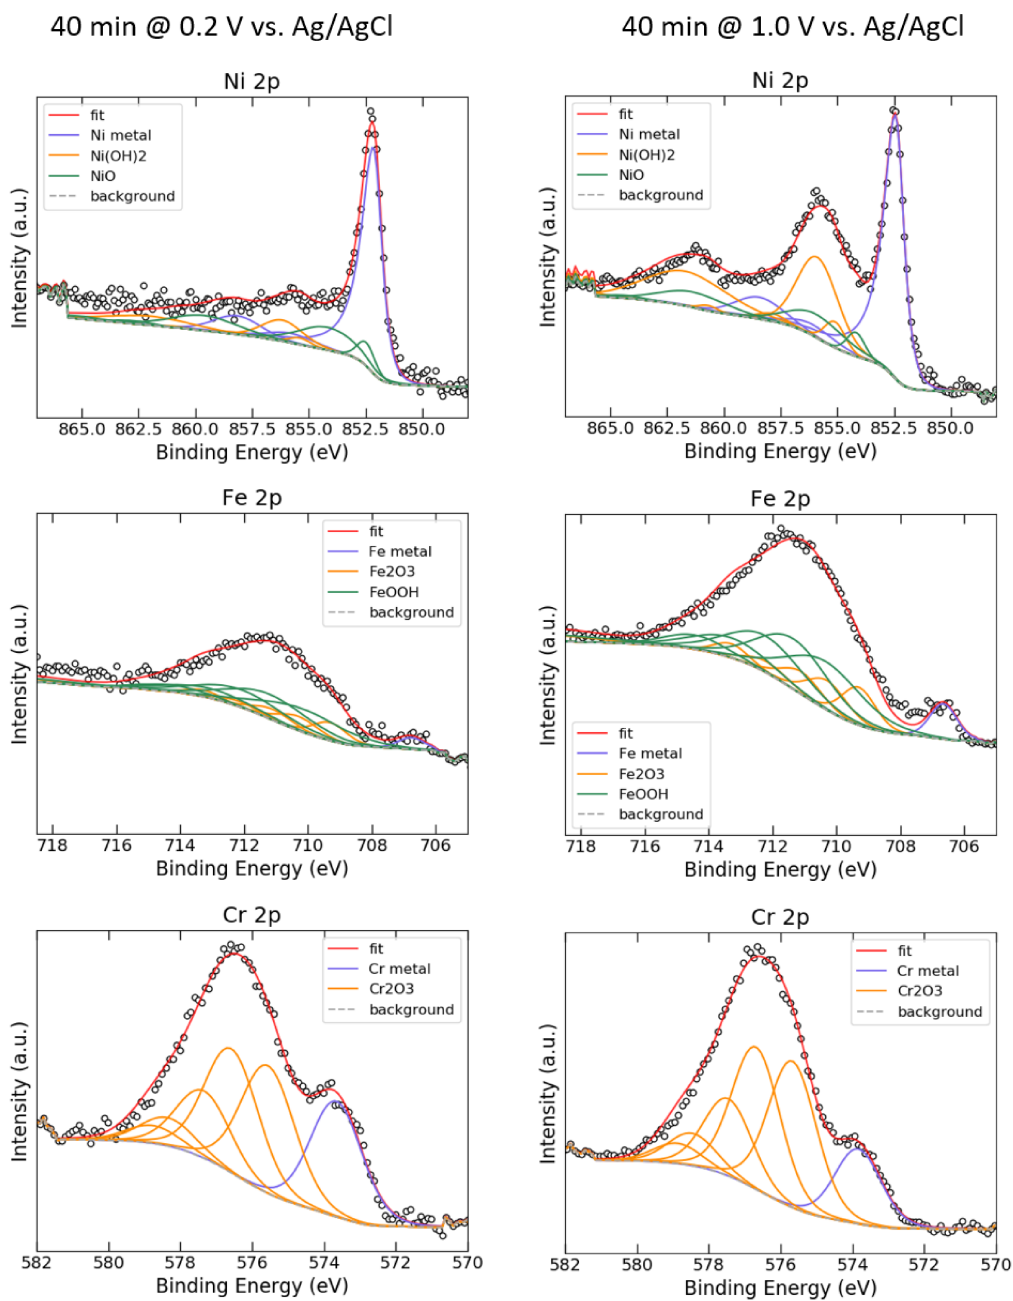 40 min @ 0.2 V vs. Ag/AgCl
40 min @ 1.0 V vs. Ag/AgCl
Ni 2p
fit
Ni metal
Ni(OH)2
NiO
background
Intensity (a.u.)
865.0 862.5 860.0 857.5 855.0 852.5 850.0
Binding Energy (eV)
Ni 2p
fit
Ni metal
Ni(OH)2
NiO
background
Intensity (a.u.)
865.0 862.5 860.0 857.5 855.0 852.5 850.0
Binding Energy (eV)
Fe 2p
fit
Fe metal
Fe2O3
FeOOH
background
Intensity (a.u.)
718 716 714 712 710 708 706
Binding Energy (eV)
Fe 2p
fit
Fe metal
Fe2O3
FeOOH
background
Intensity (a.u.)
718 716 714 712 710 708 706
Binding Energy (eV)
Cr 2p
fit
Cr metal
Cr2O3
background
Intensity (a.u.)
582 580 578 576 574 572 570
Binding Energy (eV)
Cr 2p
fit
Cr metal
Cr2O3
background
Intensity (a.u.)
582 580 578 576 574 572 570
Binding Energy (eV)